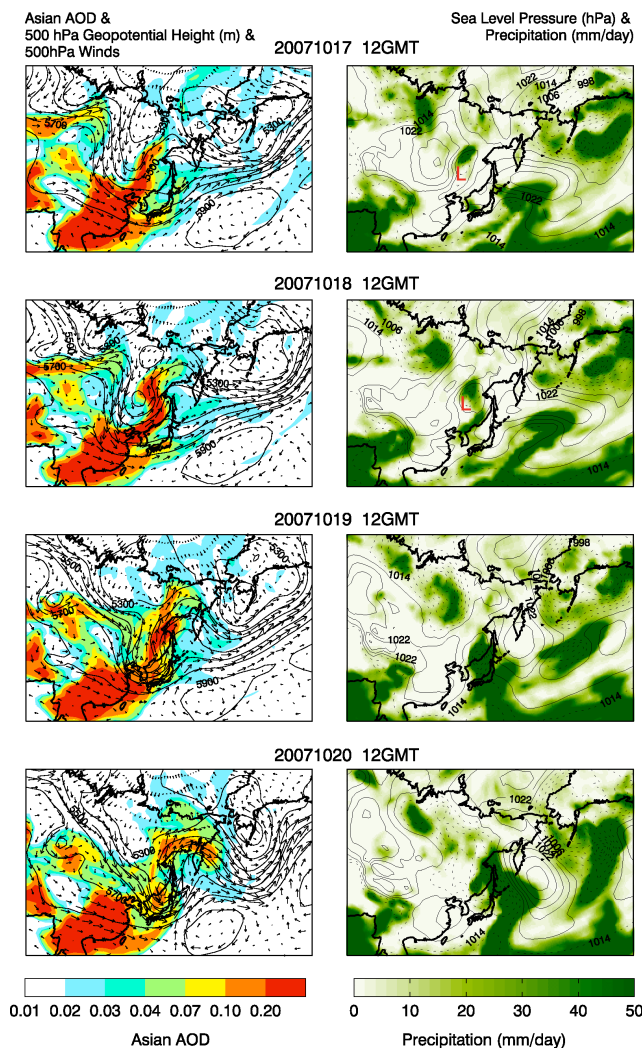 Asian AOD &
500 hPa Geopotential Height (m) &
500hPa Winds
Sea Level Pressure (hPa) &
Precipitation (mm/day)
20071017 12GMT
5700
5300
5900
1022
1014
1006
998
1014
1022
L
1022
1014
1014
20071018 12GMT
5700
5300
5900
1014
1008
1014
1006
998
L
1022
1014
1014
20071019 12GMT
5700
5300
5300
5900
1014
998
1022
1022
1014
1014
20071020 12GMT
5300
1022
1014
1014
0.01 0.02 0.03 0.04 0.07 0.10 0.20
Asian AOD
0 10 20 30 40 50
Precipitation (mm/day)